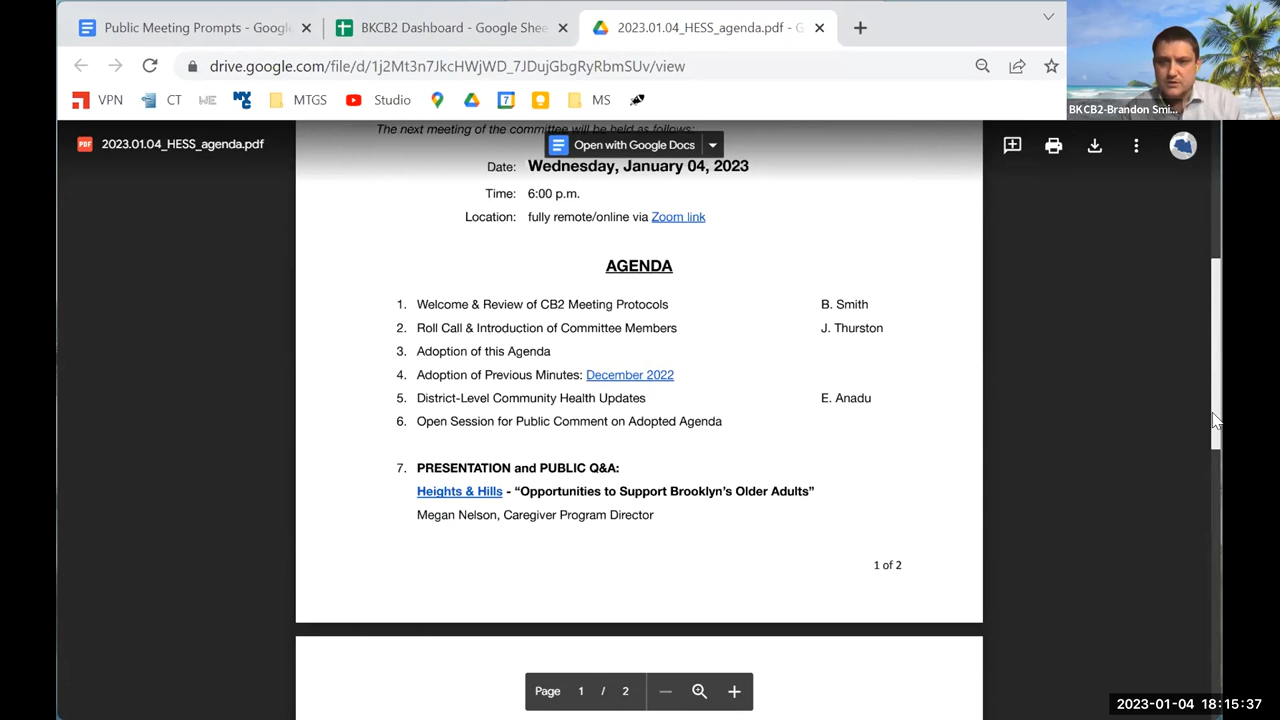 Public Meeting Prompts - Google
BKCB2 Dashboard - Google Shee
2023.01.04_HESS_agenda.pdf - G
drive.google.com/file/d/1j2Mt3n7JkcHWyWD_7JDujGbgRyRbmSUv/view
VPN CT WE MTGS Studio MS
BKCB2-Brandon Smi...
The next meeting of the committee will be held as follows:
PDF 2023.01.04_HESS_agenda.pdf
Open with Google Docs
Date: Wednesday, January 04, 2023
Time: 6:00 p.m.
Location: fully remote/online via Zoom link
AGENDA
1. Welcome & Review of CB2 Meeting Protocols B. Smith
2. Roll Call & Introduction of Committee Members J. Thurston
3. Adoption of this Agenda
4. Adoption of Previous Minutes: December 2022
5. District-Level Community Health Updates E. Anadu
6. Open Session for Public Comment on Adopted Agenda
7. PRESENTATION and PUBLIC Q&A:
Heights & Hills - “Opportunities to Support Brooklyn’s Older Adults”
Megan Nelson, Caregiver Program Director
1 of 2
Page 1 / 2
2023-01-04 18:15:37